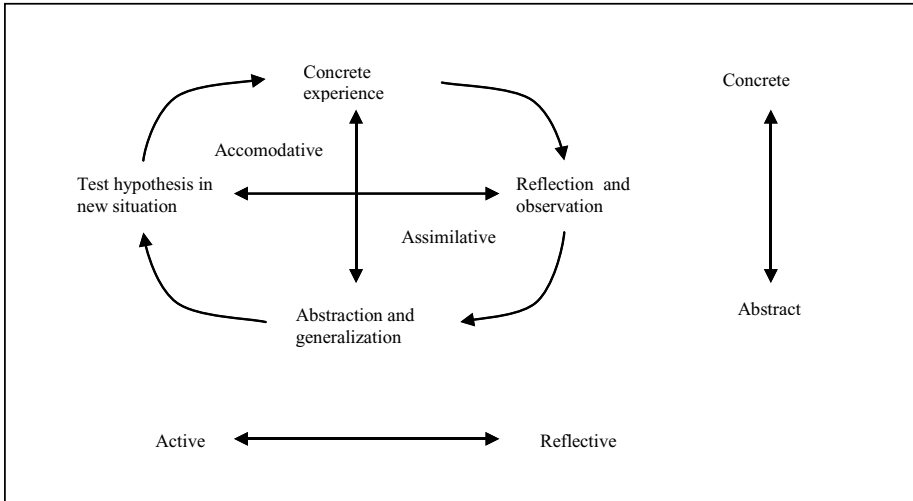 Concrete
experience
Concrete
Accomodative
Test hypothesis in
new situation
Reflection and
observation
Assimilative
Abstraction and
generalization
Abstract
Active
Reflective